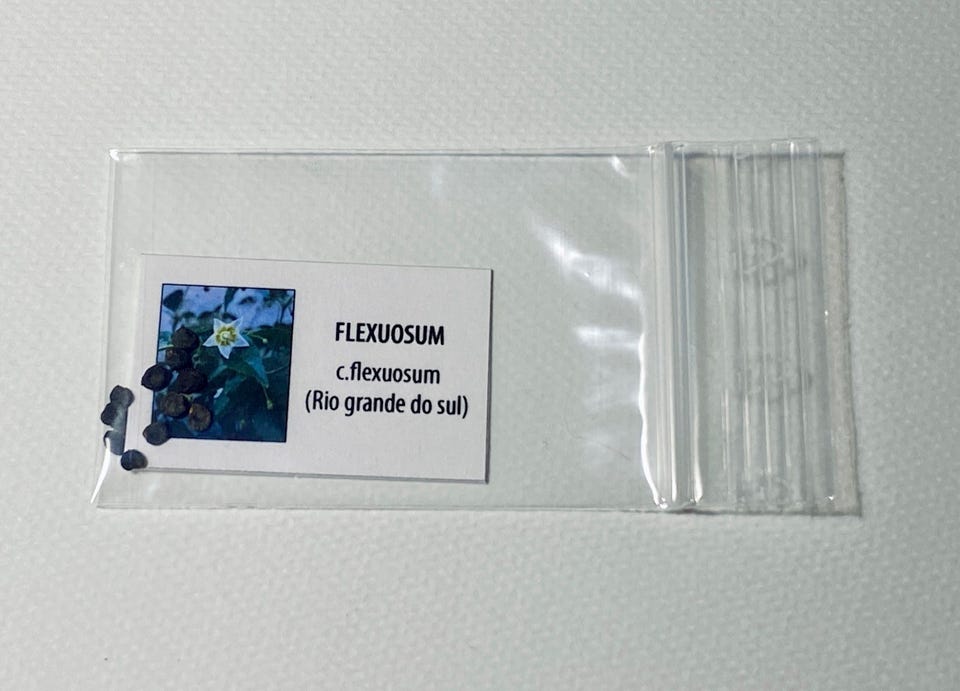 FLEXUOSUM
c.flexuosum
(Rio grande do sul)